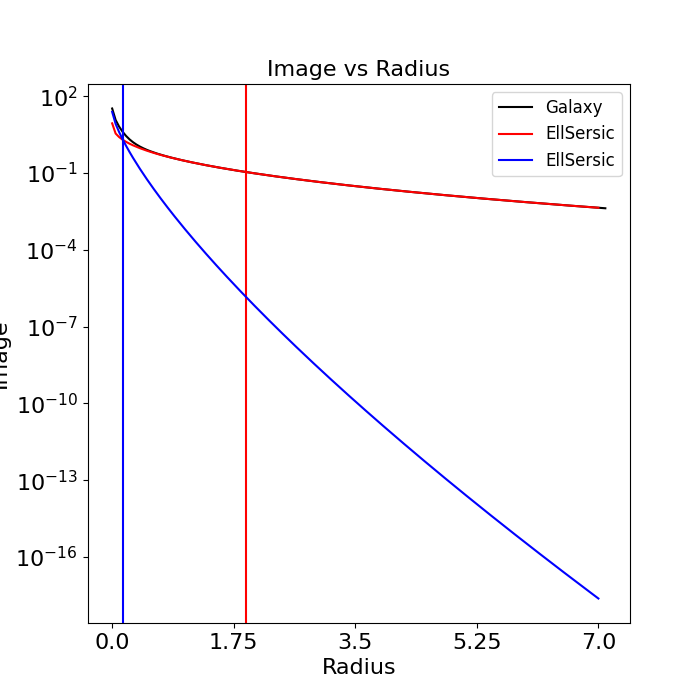 Image vs Radius
Galaxy
EllSersic
EllSersic
10^2
10^-1
10^-4
10^-7
10^-10
10^-13
10^-16
Image
0.0 1.75 3.5 5.25 7.0
Radius